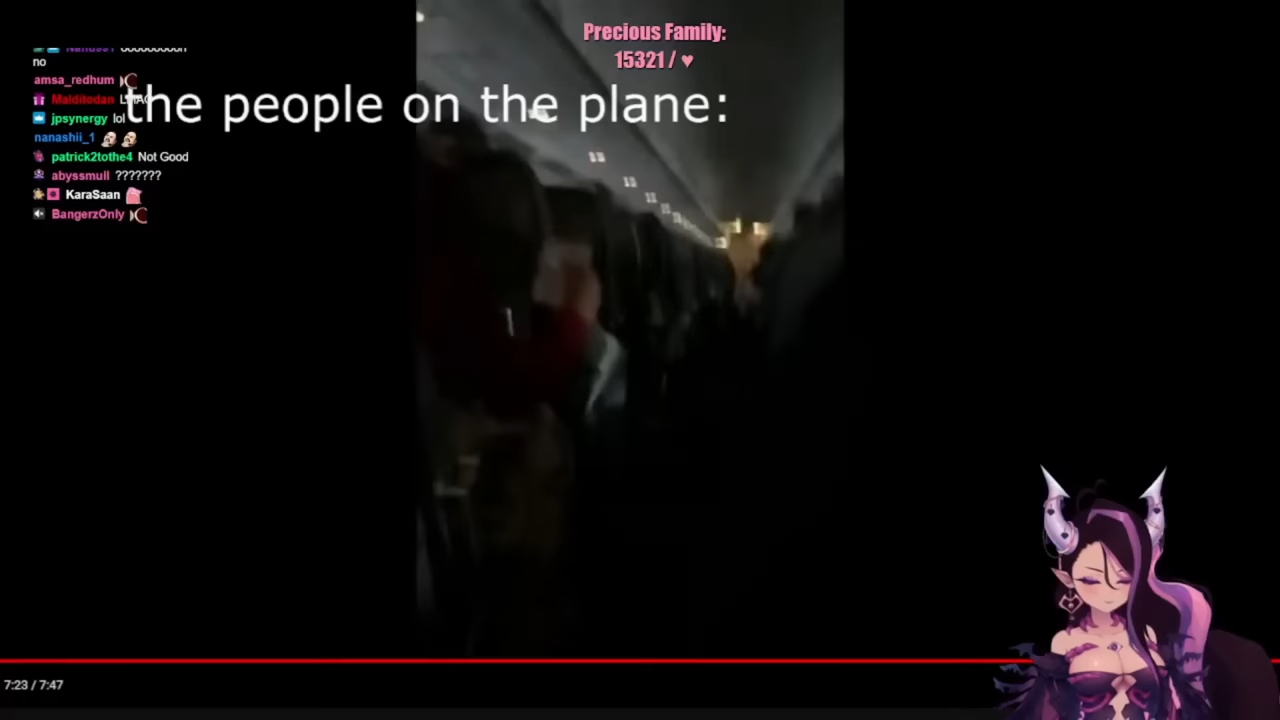 Precious Family:
15321 / ♥
no
amsa_redhum
Malditodan
jpsynergy lol
the people on the plane:
nanashii_1
patrick2tothe4 Not Good
abyssmull ???????
KaraSaan
BangerzOnly
7:23 / 7:47